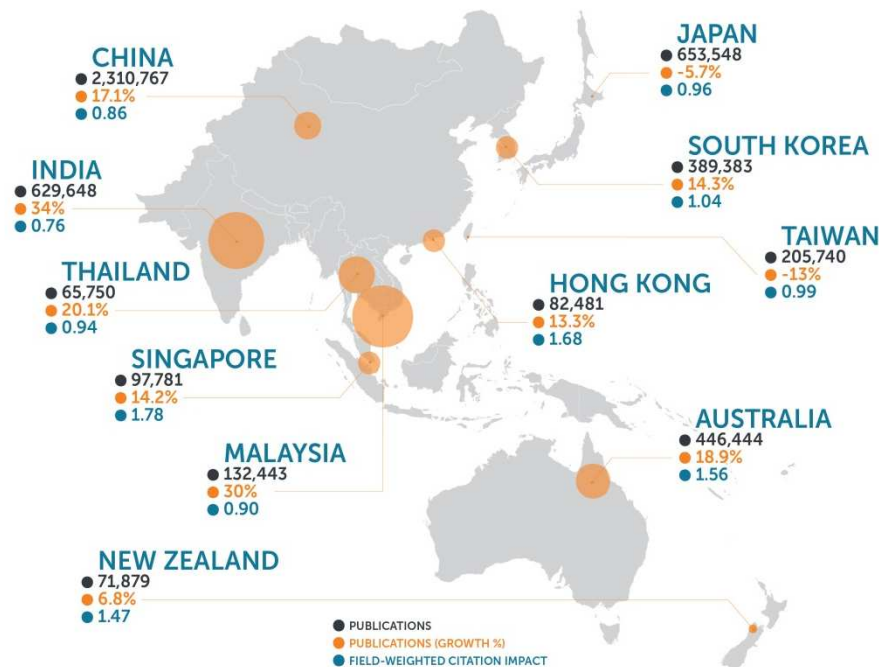 CHINA
2,310,767
17.1%
0.86
JAPAN
653,548
-5.7%
0.96
SOUTH KOREA
389,383
14.3%
1.04
INDIA
629,648
34%
0.76
TAIWAN
205,740
-13%
0.99
THAILAND
65,750
20.1%
0.94
HONG KONG
82,481
13.3%
1.68
SINGAPORE
97,781
14.2%
1.78
AUSTRALIA
446,444
18.9%
1.56
MALAYSIA
132,443
30%
0.90
NEW ZEALAND
71,879
6.8%
1.47
PUBLICATIONS
PUBLICATIONS (GROWTH %)
FIELD-WEIGHTED CITATION IMPACT